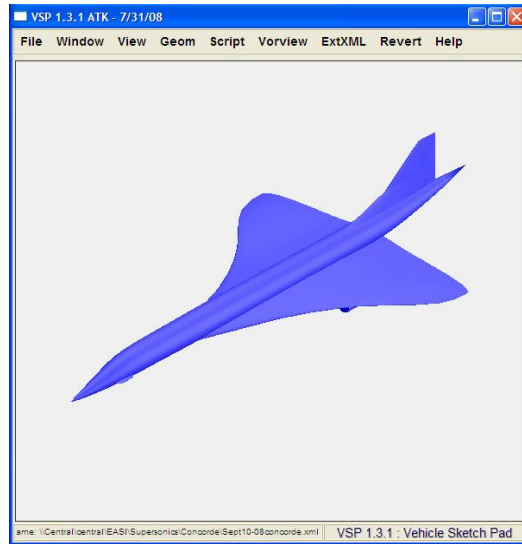 VSP 1.3.1 ATK - 7/31/08
File Window View Geom Script Vorview ExtXML Revert Help
ame: \\Central\central\EASI\Supersonics\Concorde\Sept10-08concorde.xml VSP 1.3.1 : Vehicle Sketch Pad